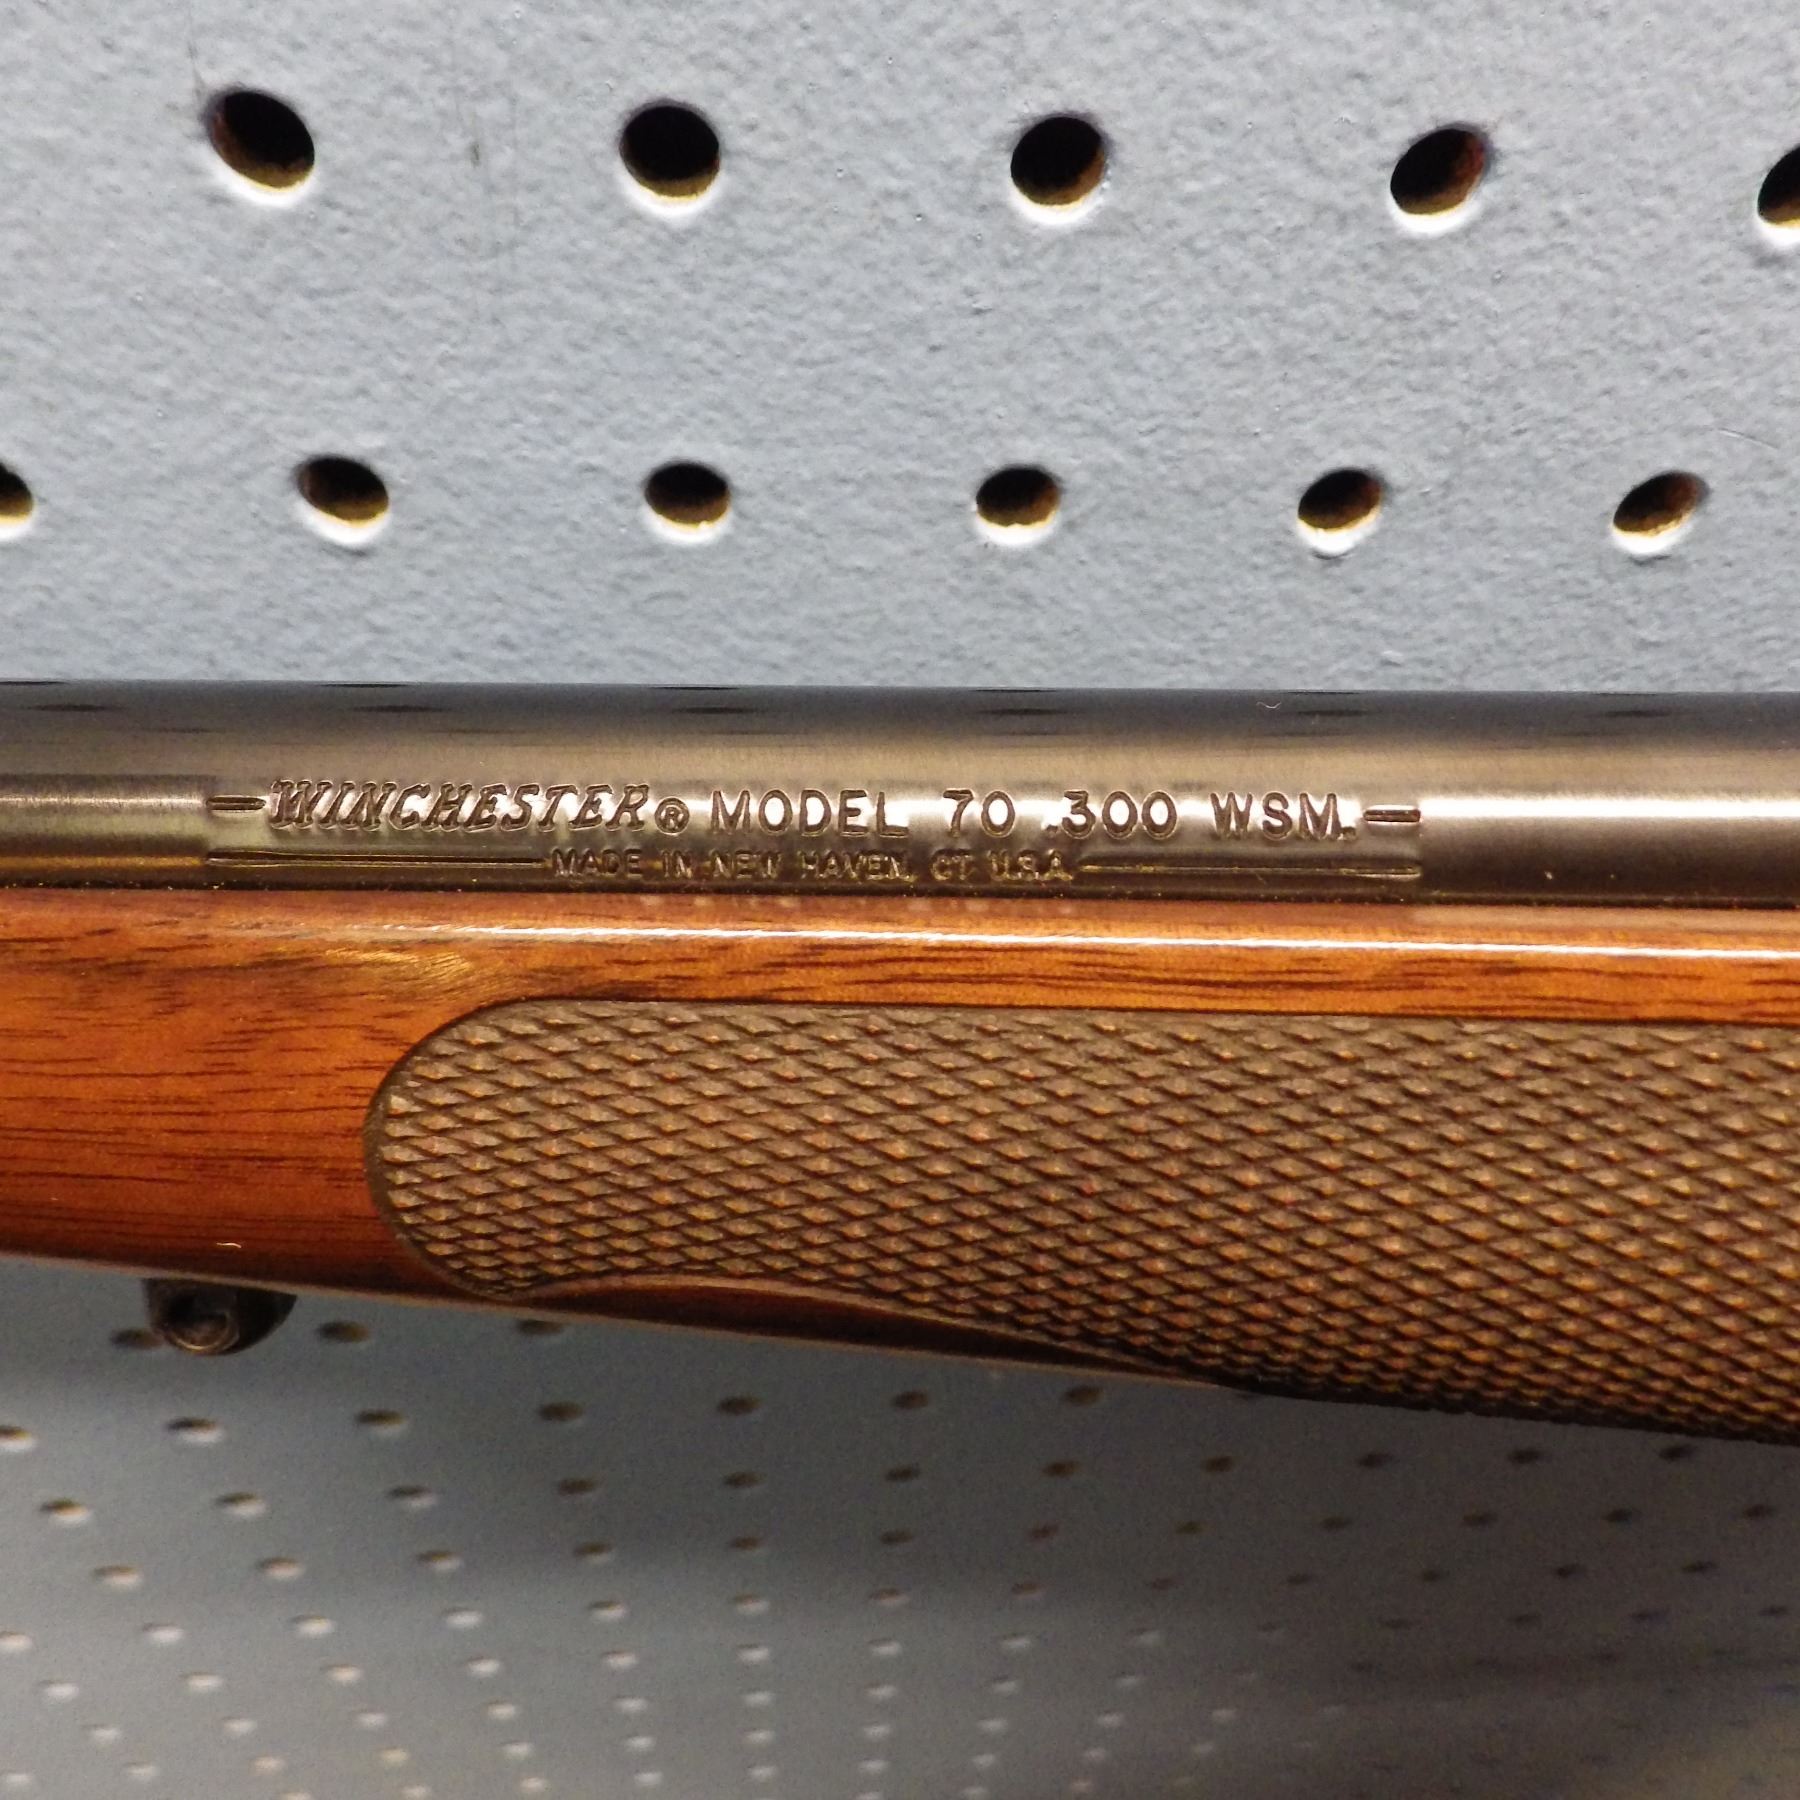 WINCHESTER® MODEL 70 .300 WSM.
MADE IN NEW HAVEN, CT. U.S.A.